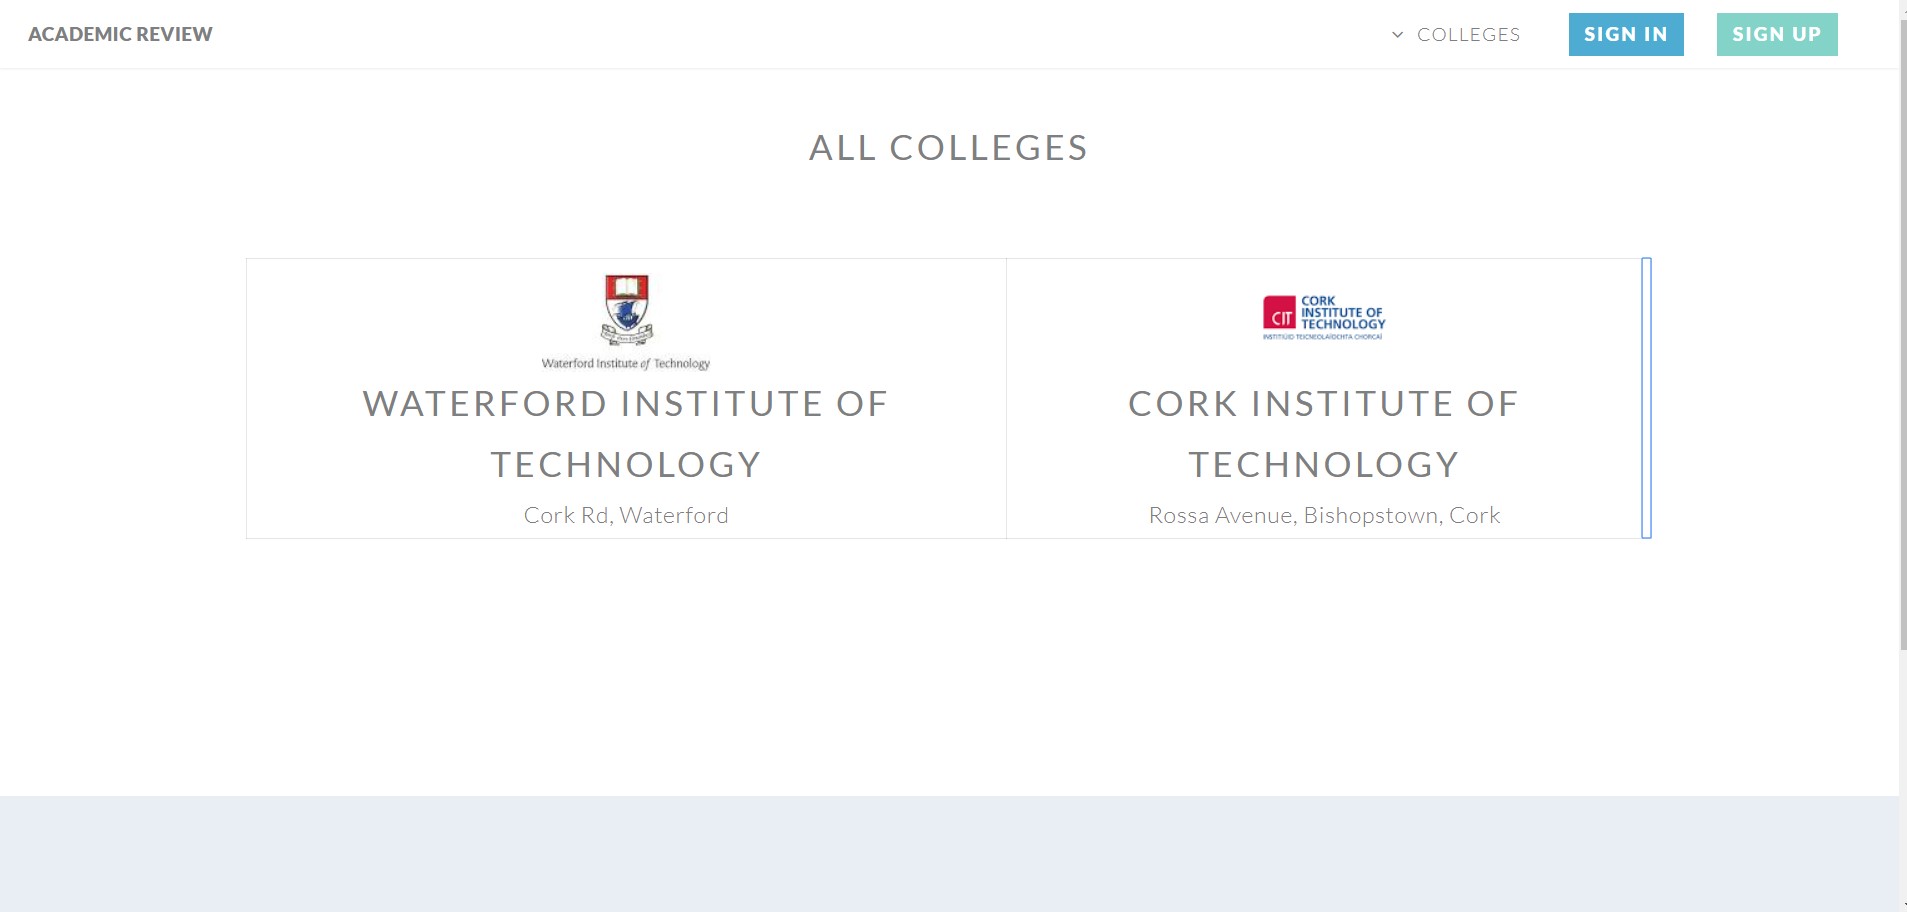 ACADEMIC REVIEW
COLLEGES
SIGN IN
SIGN UP
ALL COLLEGES
Waterford Institute of Technology
WATERFORD INSTITUTE OF
TECHNOLOGY
Cork Rd, Waterford
CIT
CORK
INSTITUTE OF
TECHNOLOGY
INSTITIÚID TEICNEOLAÍOCHTA CHORCAÍ
CORK INSTITUTE OF
TECHNOLOGY
Rossa Avenue, Bishopstown, Cork